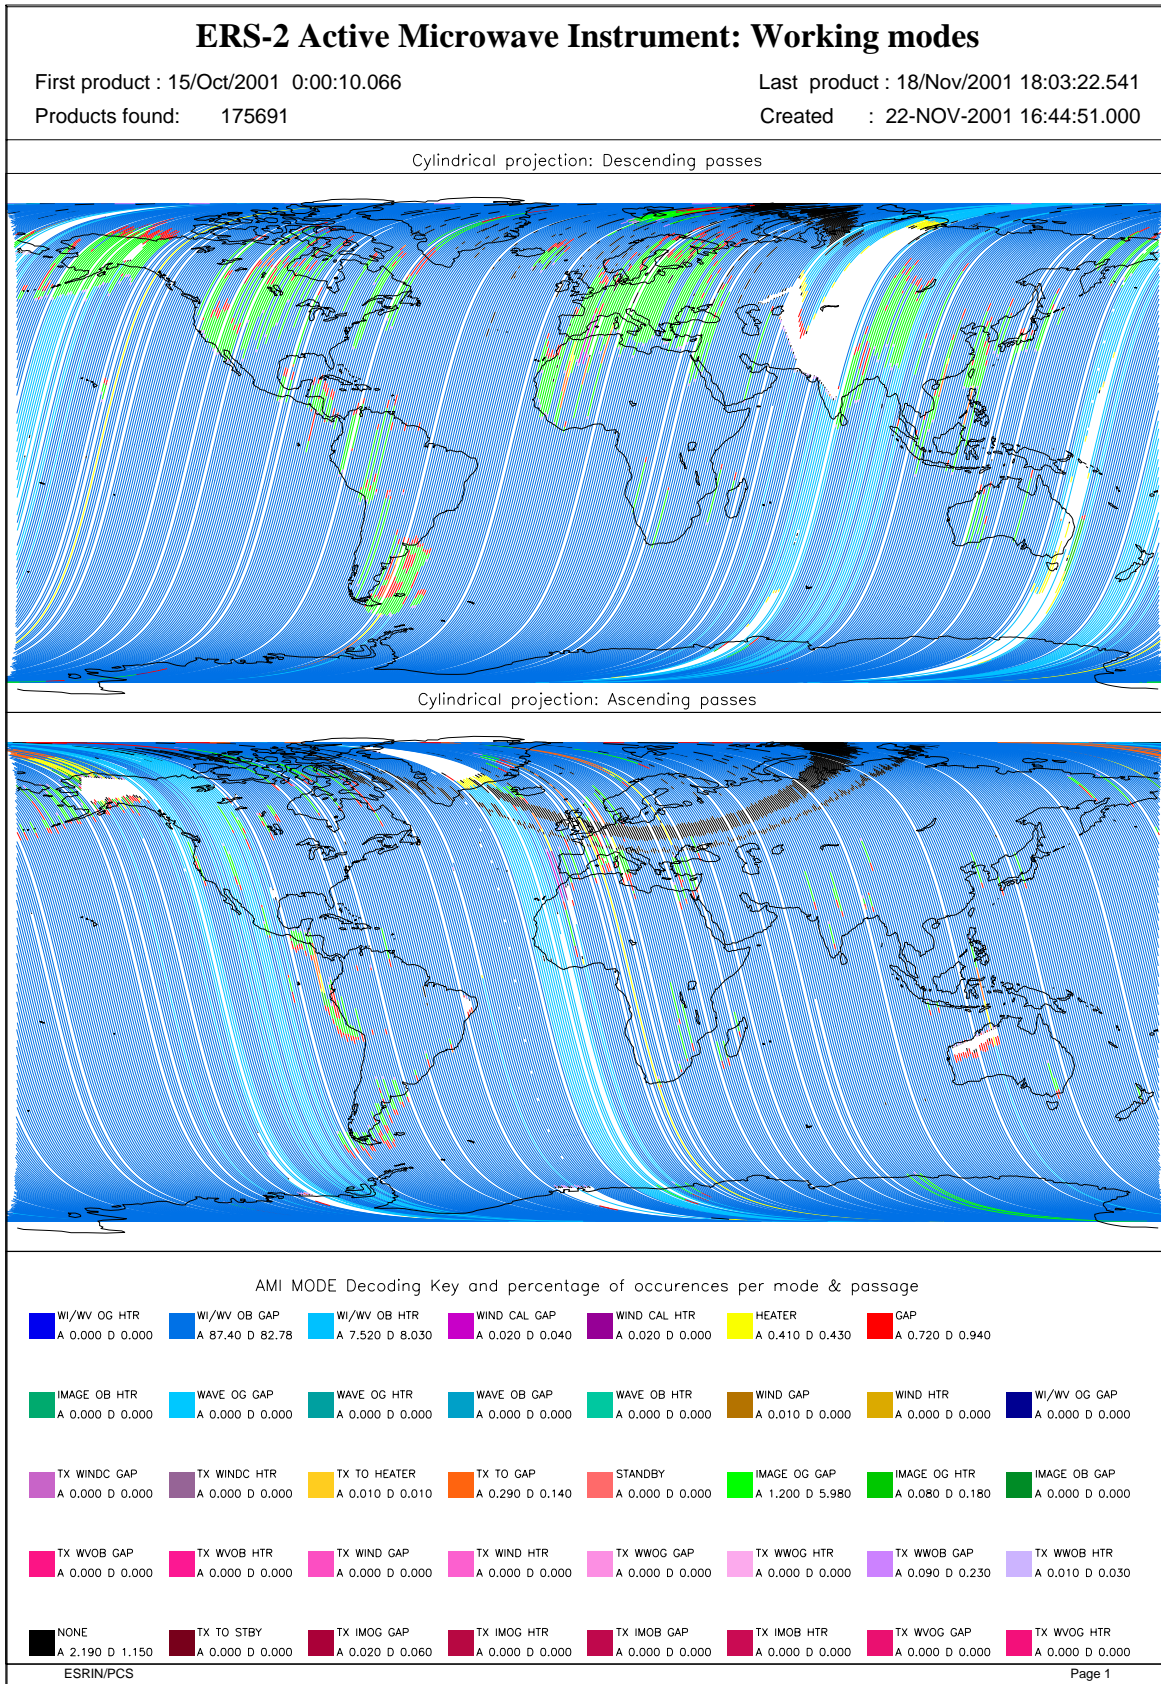 ERS-2 Active Microwave Instrument: Working modes
First product : 15/Oct/2001 0:00:10.066
Last product : 18/Nov/2001 18:03:22.541
Products found: 175691
Created : 22-NOV-2001 16:44:51.000
Cylindrical projection: Descending passes
Cylindrical projection: Ascending passes
AMI MODE Decoding Key and percentage of occurences per mode & passage
WI/WV OG HTR
A 0.000 D 0.000
WI/WV OB GAP
A 87.40 D 82.78
WI/WV OB HTR
A 7.520 D 8.030
WIND CAL GAP
A 0.020 D 0.040
WIND CAL HTR
A 0.020 D 0.000
HEATER
A 0.410 D 0.430
GAP
A 0.720 D 0.940
IMAGE OB HTR
A 0.000 D 0.000
WAVE OG GAP
A 0.000 D 0.000
WAVE OG HTR
A 0.000 D 0.000
WAVE OB GAP
A 0.000 D 0.000
WAVE OB HTR
A 0.000 D 0.000
WIND GAP
A 0.010 D 0.000
WIND HTR
A 0.000 D 0.000
WI/WV OG GAP
A 0.000 D 0.000
TX WINDC GAP
A 0.000 D 0.000
TX WINDC HTR
A 0.000 D 0.000
TX TO HEATER
A 0.010 D 0.010
TX TO GAP
A 0.290 D 0.140
STANDBY
A 0.000 D 0.000
IMAGE OG GAP
A 1.200 D 5.980
IMAGE OG HTR
A 0.080 D 0.180
IMAGE OB GAP
A 0.000 D 0.000
TX WVOB GAP
A 0.000 D 0.000
TX WVOB HTR
A 0.000 D 0.000
TX WIND GAP
A 0.000 D 0.000
TX WIND HTR
A 0.000 D 0.000
TX WWOG GAP
A 0.000 D 0.000
TX WWOG HTR
A 0.000 D 0.000
TX WWOB GAP
A 0.090 D 0.230
TX WWOB HTR
A 0.010 D 0.030
NONE
A 2.190 D 1.150
TX TO STBY
A 0.000 D 0.000
TX IMOG GAP
A 0.020 D 0.060
TX IMOG HTR
A 0.000 D 0.000
TX IMOB GAP
A 0.000 D 0.000
TX IMOB HTR
A 0.000 D 0.000
TX WVOG GAP
A 0.000 D 0.000
TX WVOG HTR
A 0.000 D 0.000
ESRIN/PCS
Page 1